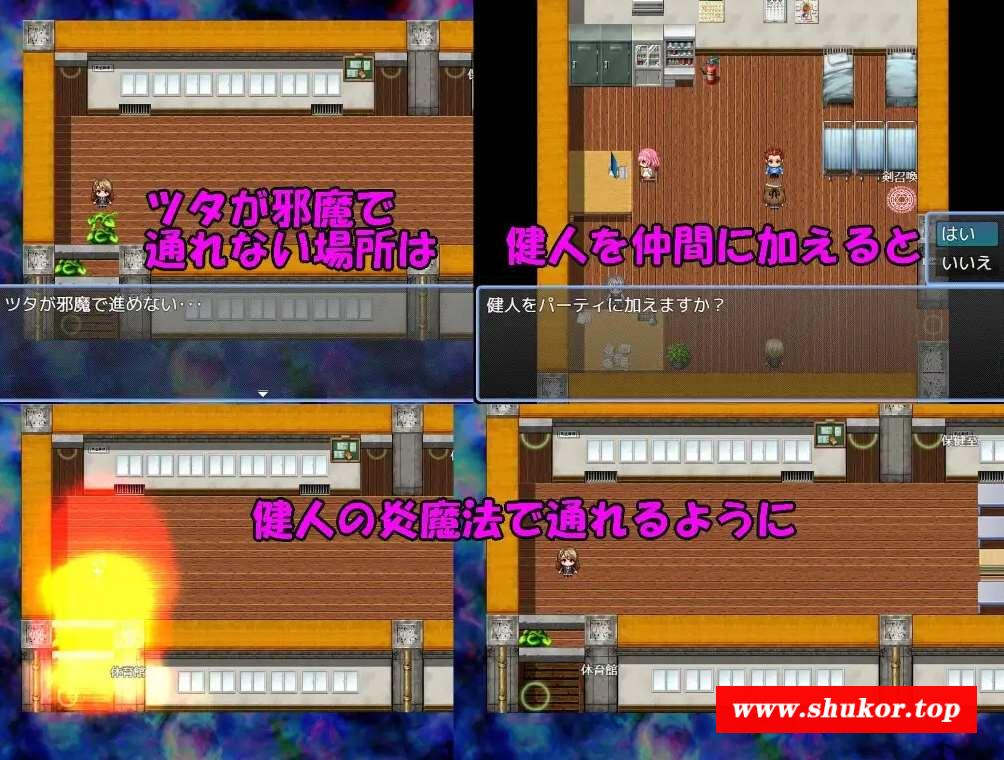 ツタが邪魔で
通れない場所は
ツタが邪魔で進めない･･･
剣召喚
健人を仲間に加えると
はい
いいえ
健人をパーティに加えますか？
健人の炎魔法で通れるように
体育館
保健室
体育館
www.shukor.top